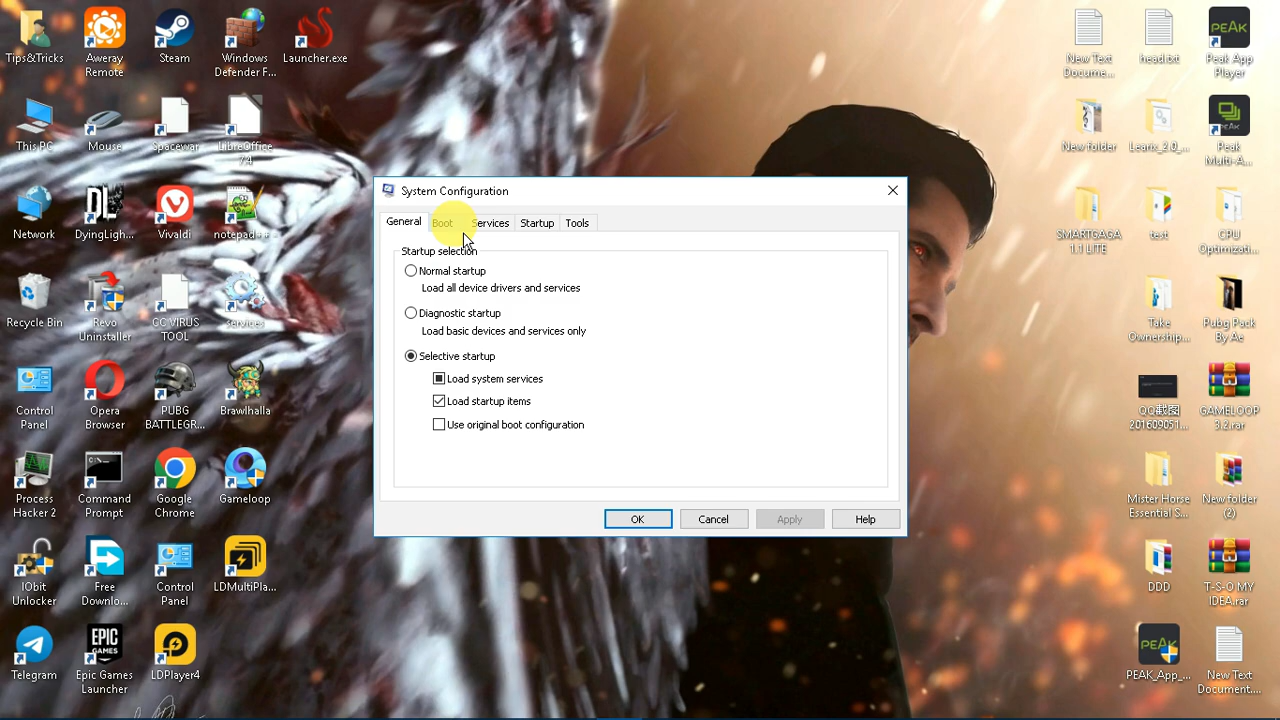 Tips&Tricks
Aweray
Remote
Steam
Windows
Defender F...
Launcher.exe
This PC
Mouse
Spacewar
LibreOffice
7.4
Network
DyingLigh...
Vivaldi
notepad++
Recycle Bin
Revo
Uninstaller
CC VIRUS
TOOL
services
Control
Panel
Opera
Browser
PUBG
BATTLEGR...
Brawlhalla
Process
Hacker 2
Command
Prompt
Google
Chrome
Gameloop
IObit
Unlocker
Free
Downlo...
Control
Panel
LDMultiPla...
Telegram
EPIC
GAMES
Epic Games
Launcher
LDPlayer4
System Configuration
General
Boot
Services
Startup
Tools
Startup selection
Normal startup
Load all device drivers and services
Diagnostic startup
Load basic devices and services only
Selective startup
Load system services
Load startup items
Use original boot configuration
OK
Cancel
Apply
Help
New Text
Docume...
head.txt
PEAK
Peak App
Player
New folder
Learix_2.0_...
PEAK
Peak
Multi-A...
SMARTGAGA
1.1 LITE
text
CPU
Optimizati...
Take
Ownership...
Pubg Pack
By Ae
QQ截图
201609051...
GAMELOOP
3.2.rar
Mister Horse
Essential S...
New folder
(2)
DDD
T-S-O MY
IDEA.rar
PEAK
PEAK_App_...
New Text
Document....